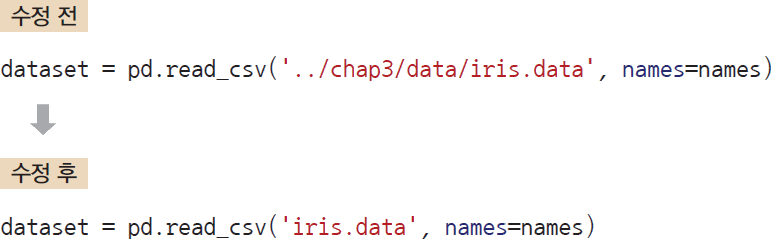 수정 전
dataset = pd.read_csv('../chap3/data/iris.data', names=names)
수정 후
dataset = pd.read_csv('iris.data', names=names)